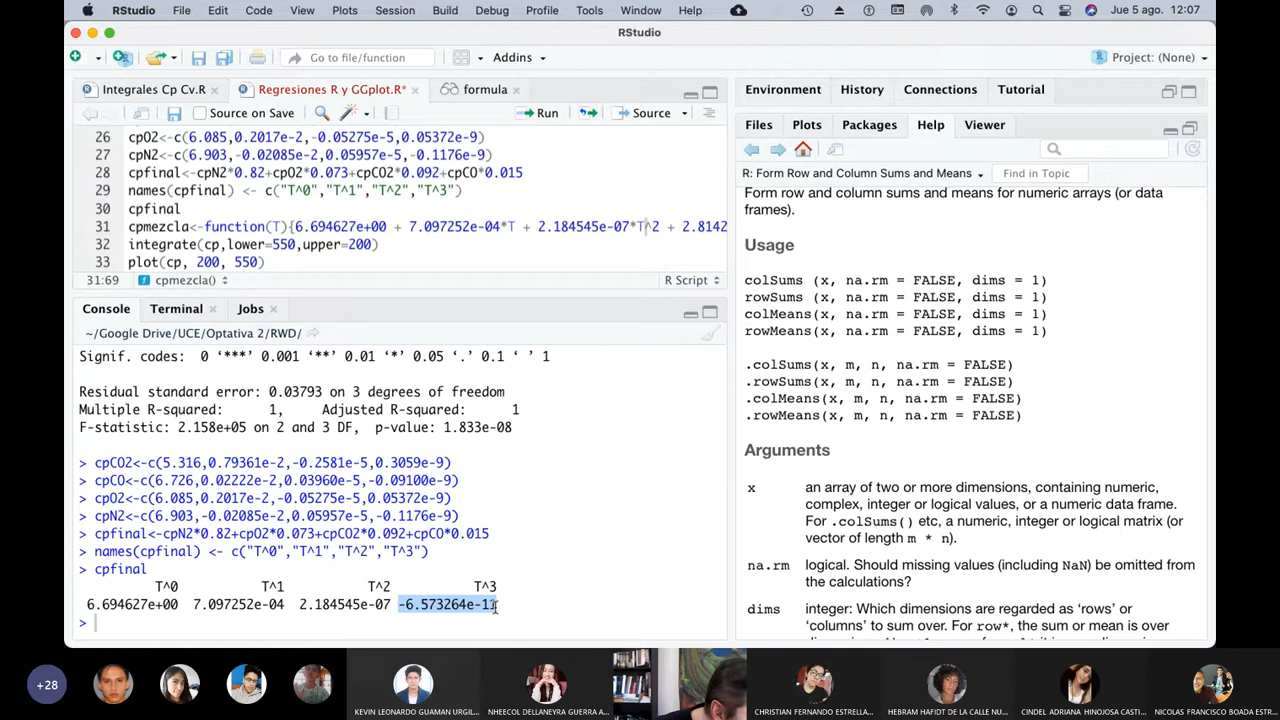 RStudio File Edit Code View Plots Session Build Debug Profile Tools Window Help Jue 5 ago. 12:07
RStudio
Go to file/function Addins Project: (None)
Integrales Cp Cv.R Regresiones R y GGplot.R* formula
Source on Save Run Source
26 cpO2<-c(6.085,0.2017e-2,-0.05275e-5,0.05372e-9)
27 cpN2<-c(6.903,-0.02085e-2,0.05957e-5,-0.1176e-9)
28 cpfinal<-cpN2*0.82+cpO2*0.073+cpCO2*0.092+cpCO*0.015
29 names(cpfinal) <- c("T^0","T^1","T^2","T^3")
30 cpfinal
31 cpmezcla<-function(T){6.694627e+00 + 7.097252e-04*T + 2.184545e-07*T^2 + 2.8142
32 integrate(cp,lower=550,upper=200)
33 plot(cp, 200, 550)
31:69 cpmezcla() R Script
Console Terminal Jobs
~/Google Drive/UCE/Optativa 2/RWD/
Signif. codes: 0 ‘***’ 0.001 ‘**’ 0.01 ‘*’ 0.05 ‘.’ 0.1 ‘ ’ 1
Residual standard error: 0.03793 on 3 degrees of freedom
Multiple R-squared: 1, Adjusted R-squared: 1
F-statistic: 2.158e+05 on 2 and 3 DF, p-value: 1.833e-08
> cpCO2<-c(5.316,0.79361e-2,-0.2581e-5,0.3059e-9)
> cpCO<-c(6.726,0.02222e-2,0.03960e-5,-0.09100e-9)
> cpO2<-c(6.085,0.2017e-2,-0.05275e-5,0.05372e-9)
> cpN2<-c(6.903,-0.02085e-2,0.05957e-5,-0.1176e-9)
> cpfinal<-cpN2*0.82+cpO2*0.073+cpCO2*0.092+cpCO*0.015
> names(cpfinal) <- c("T^0","T^1","T^2","T^3")
> cpfinal
T^0 T^1 T^2 T^3
6.694627e+00 7.097252e-04 2.184545e-07 -6.573264e-11
>
Environment History Connections Tutorial
Files Plots Packages Help Viewer
R: Form Row and Column Sums and Means Find in Topic
Form row and column sums and means for numeric arrays (or data
frames).
Usage
colSums (x, na.rm = FALSE, dims = 1)
rowSums (x, na.rm = FALSE, dims = 1)
colMeans(x, na.rm = FALSE, dims = 1)
rowMeans(x, na.rm = FALSE, dims = 1)
.colSums(x, m, n, na.rm = FALSE)
.rowSums(x, m, n, na.rm = FALSE)
.colMeans(x, m, n, na.rm = FALSE)
.rowMeans(x, m, n, na.rm = FALSE)
Arguments
x an array of two or more dimensions, containing numeric,
complex, integer or logical values, or a numeric data frame.
For .colSums() etc, a numeric, integer or logical matrix (or
vector of length m * n).
na.rm logical. Should missing values (including NaN) be omitted from
the calculations?
dims integer: Which dimensions are regarded as ‘rows’ or
‘columns’ to sum over. For row*, the sum or mean is over
+28
KEVIN LEONARDO GUAMAN URGIL...
NHEECOL DELLANEYRA GUERRA A...
CHRISTIAN FERNANDO ESTRELLA...
HEBRAM HAFIDT DE LA CALLE NU...
CINDEL ADRIANA HINOJOSA CASTI...
NICOLAS FRANCISCO BOADA ESTR...